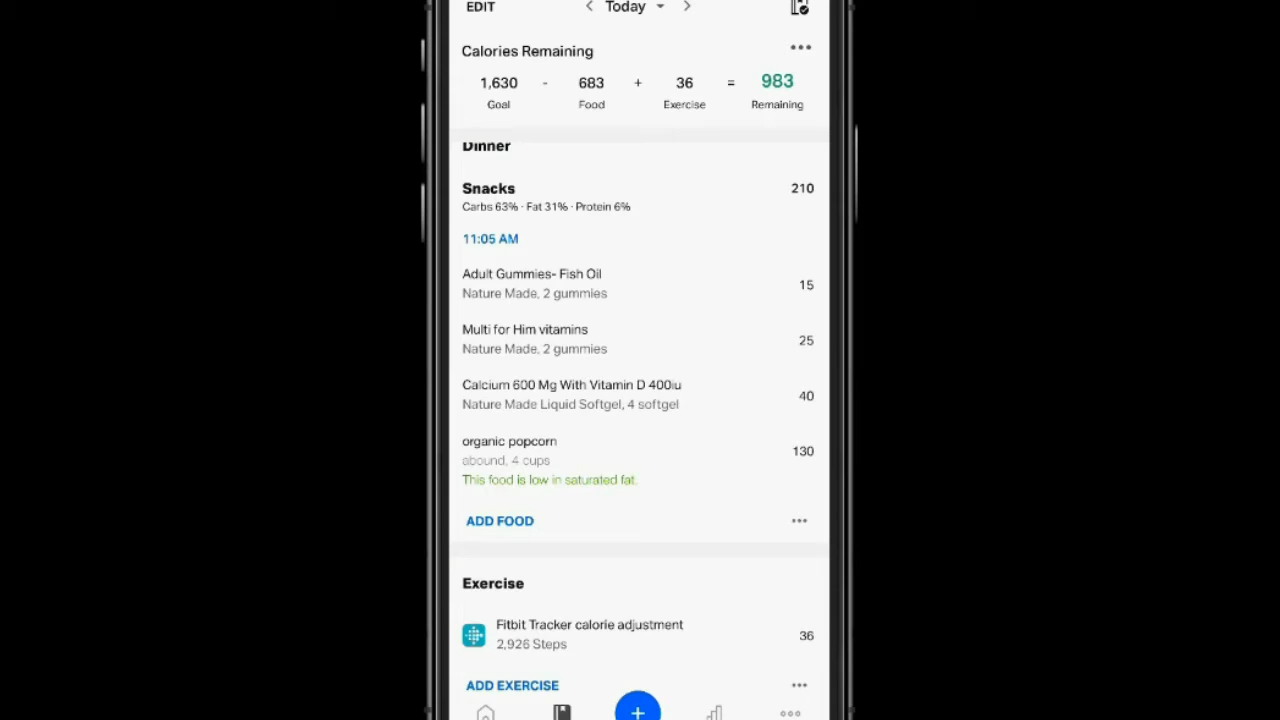 EDIT
Today
Calories Remaining
1,630 - 683 + 36 = 983
Goal Food Exercise Remaining
Dinner
Snacks 210
Carbs 63% · Fat 31% · Protein 6%
11:05 AM
Adult Gummies- Fish Oil
Nature Made, 2 gummies 15
Multi for Him vitamins
Nature Made, 2 gummies 25
Calcium 600 Mg With Vitamin D 400iu
Nature Made Liquid Softgel, 4 softgel 40
organic popcorn
abound, 4 cups 130
This food is low in saturated fat.
ADD FOOD
Exercise
Fitbit Tracker calorie adjustment
2,926 Steps 36
ADD EXERCISE